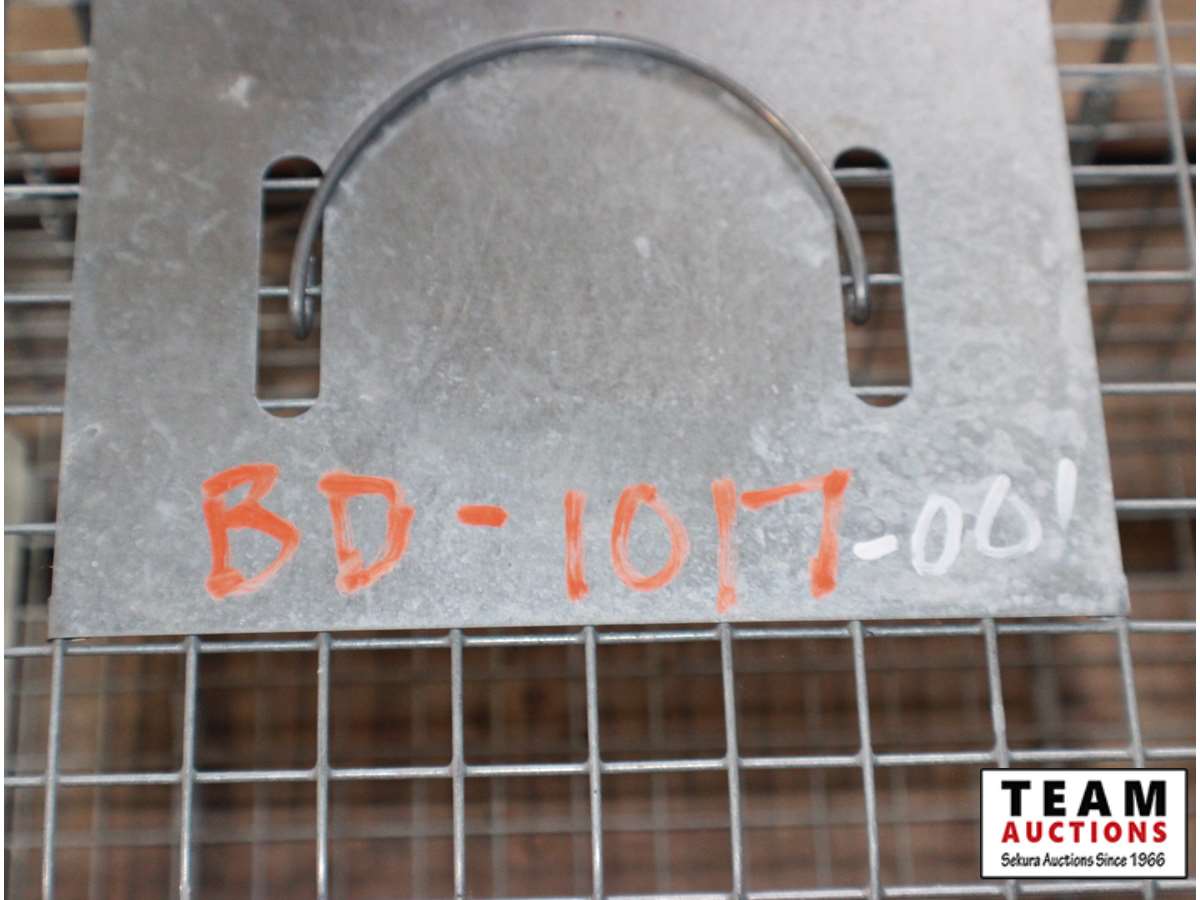 BD-1017-001
TEAM
AUCTIONS
Sekura Auctions Since 1966